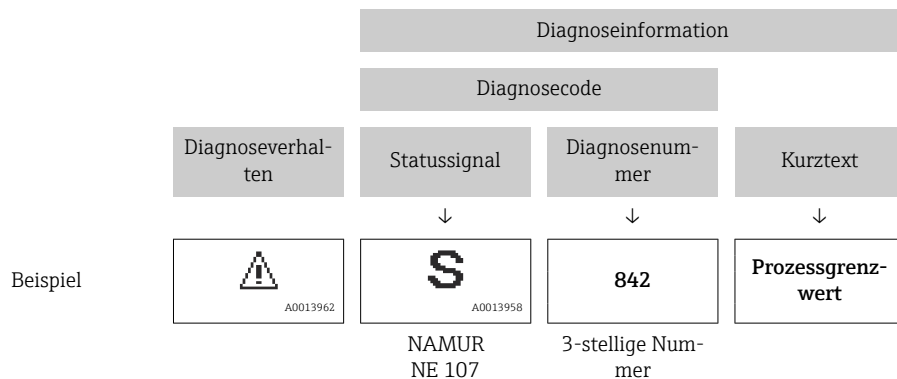 Diagnoseinformation
Diagnosecode
Diagnoseverhal-
ten
Statussignal
Diagnosenum-
mer
Kurztext
↓ ↓ ↓
Beispiel
A0013962
S
A0013958
842
Prozessgrenz-
wert
NAMUR
NE 107
3-stellige Num-
mer